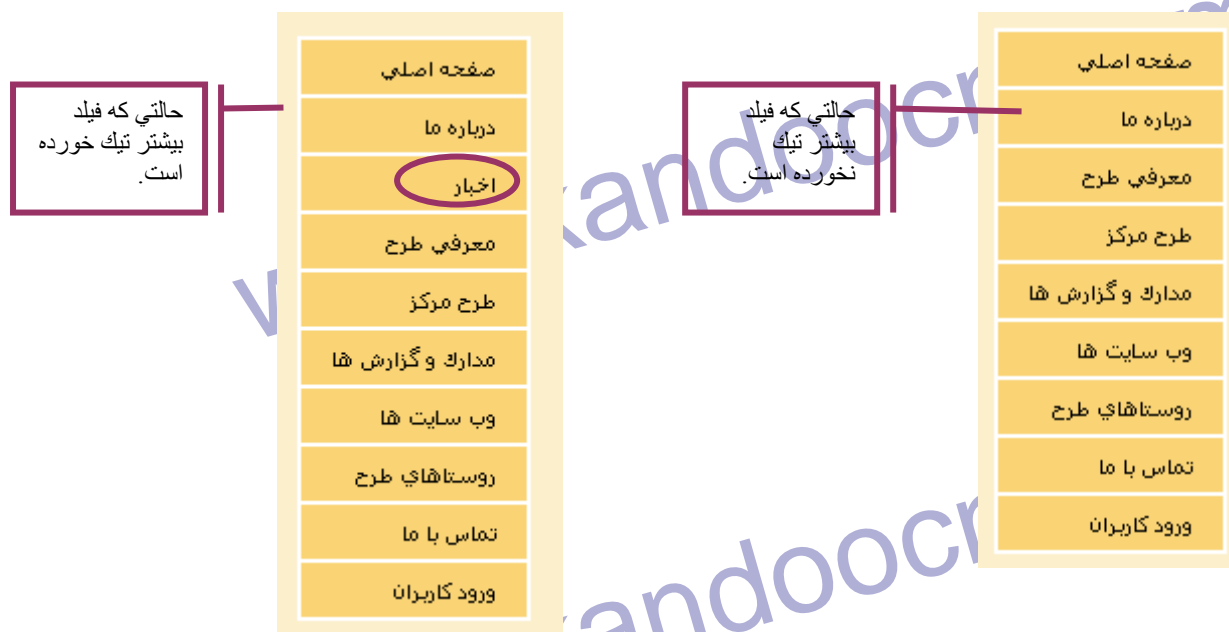 حالتي كه فيلد
بيشتر تيك
نخورده است.
صفحه اصلي
درباره ما
معرفي طرح
طرح مركز
مدارك و گزارش ها
وب سايت ها
روستاهاي طرح
تماس با ما
ورود كاربران
حالتي كه فيلد
بيشتر تيك خورده
است.
صفحه اصلي
درباره ما
اخبار
معرفي طرح
طرح مركز
مدارك و گزارش ها
وب سايت ها
روستاهاي طرح
تماس با ما
ورود كاربران